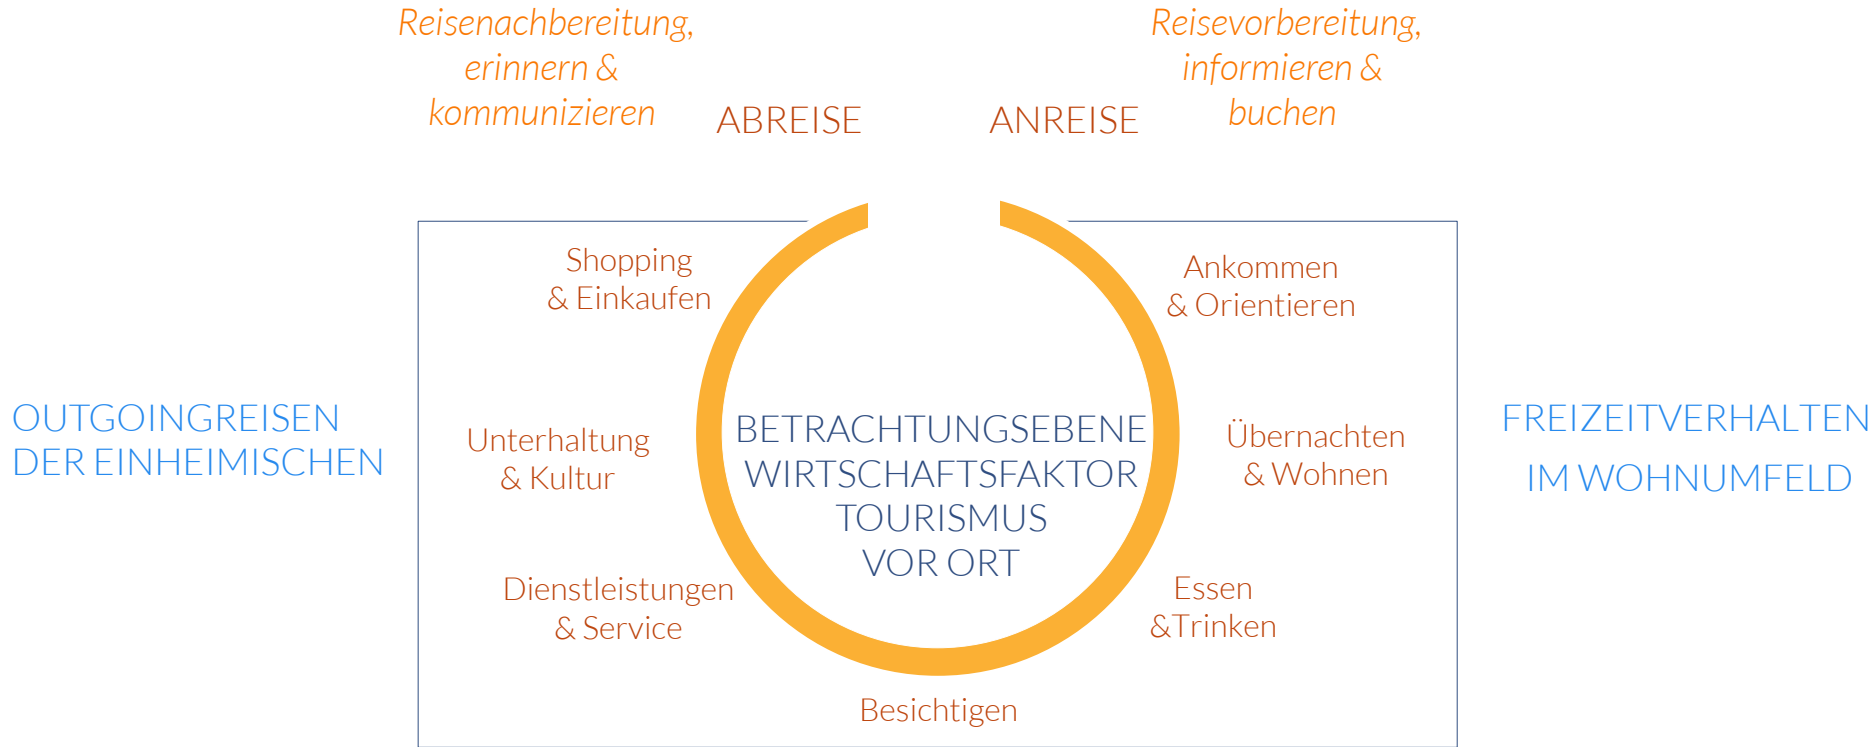 Reisenachbereitung,
erinnern &
kommunizieren
ABREISE
ANREISE
Reisevorbereitung,
informieren &
buchen
Shopping
& Einkaufen
Ankommen
& Orientieren
OUTGOINGREISEN
DER EINHEIMISCHEN
Unterhaltung
& Kultur
BETRACHTUNGSEBENE
WIRTSCHAFTSFAKTOR
TOURISMUS
VOR ORT
Übernachten
& Wohnen
FREIZEITVERHALTEN
IM WOHNUMFELD
Dienstleistungen
& Service
Essen
&Trinken
Besichtigen